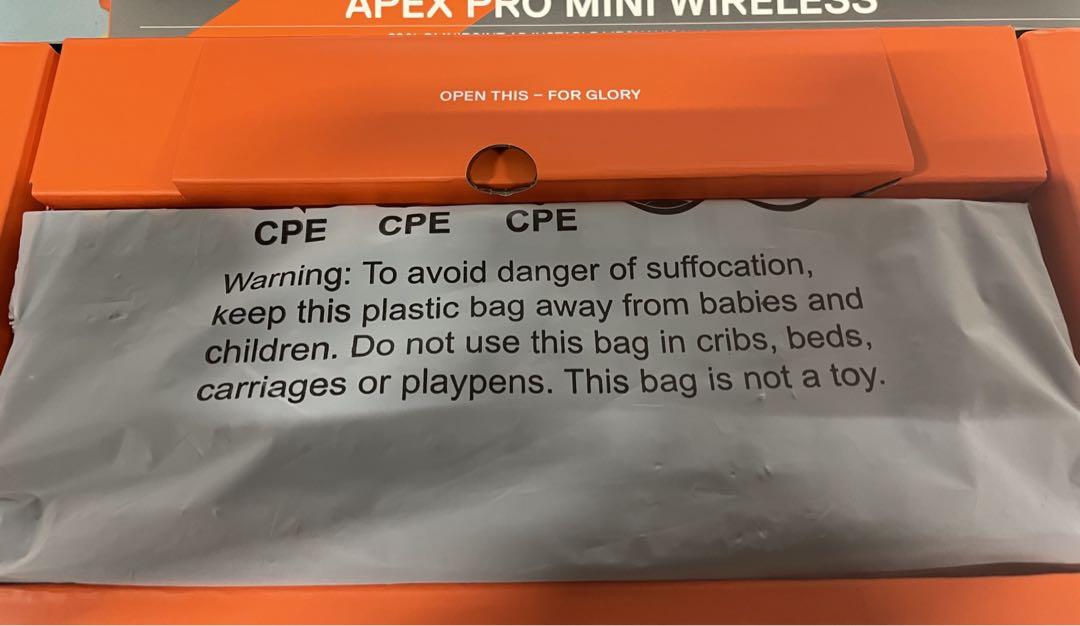 APEX PRO MINI WIRELESS
OPEN THIS – FOR GLORY
CPE CPE CPE
Warning: To avoid danger of suffocation,
keep this plastic bag away from babies and
children. Do not use this bag in cribs, beds,
carriages or playpens. This bag is not a toy.